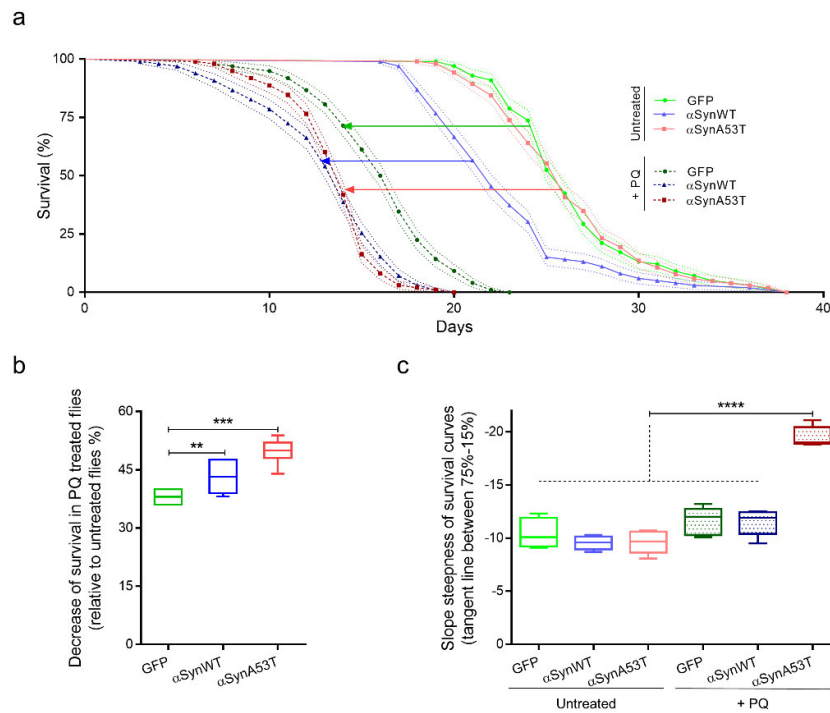 a
100
75
50
25
0
Survival (%)
0 10 20 30 40
Days
Untreated
GFP
αSynWT
αSynA53T
+ PQ
GFP
αSynWT
αSynA53T
b
Decrease of survival in PQ treated flies
(relative to untreated flies %)
60
45
30
15
0
***
**
GFP
αSynWT
αSynA53T
c
Slope steepness of survival curves
(tangent line between 75%-15%)
-20
-15
-10
-5
0
****
GFP
αSynWT
αSynA53T
GFP
αSynWT
αSynA53T
Untreated
+ PQ